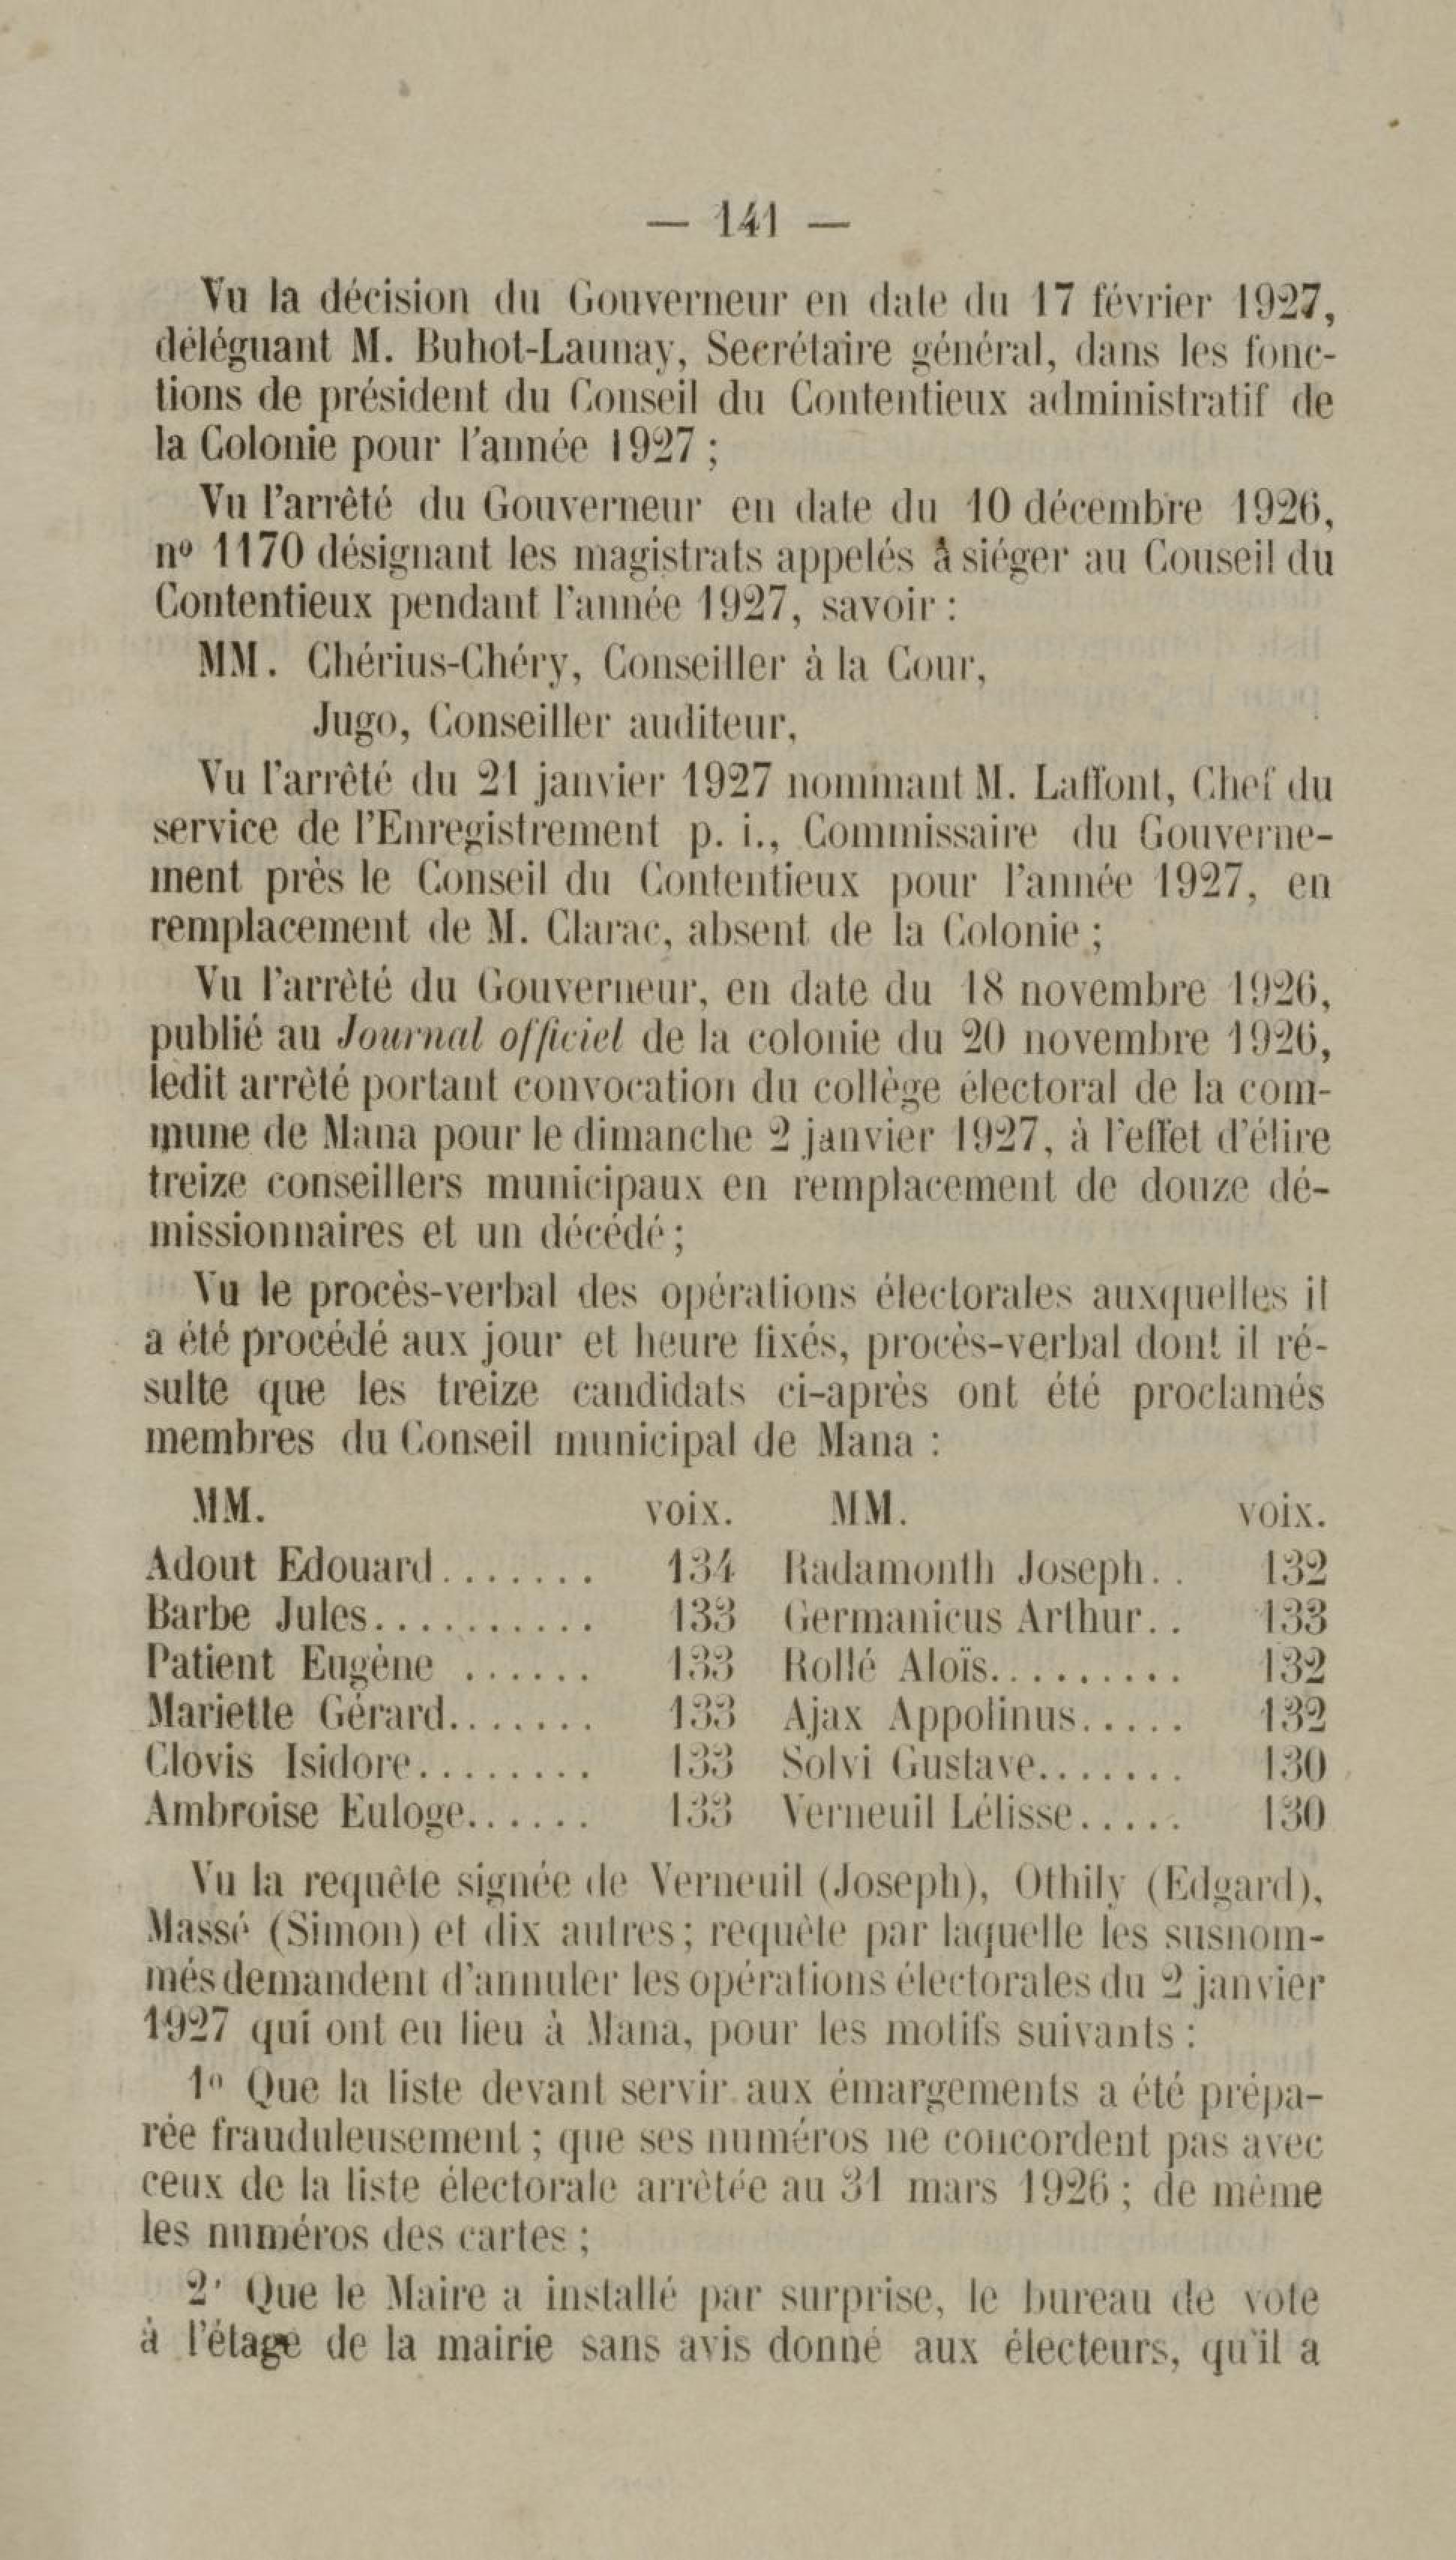 — 141 —
Vu la décision du Gouverneur en date du 17 février 1927,
déléguant M. Buhot-Launay, Secrétaire général, dans les fonc-
tions de président du Conseil du Contentieux administratif de
la Colonie pour l'année 1927 ;
Vu l'arrêté du Gouverneur en date du 10 décembre 1926,
nº 1170 désignant les magistrats appelés à siéger au Conseil du
Contentieux pendant l'année 1927, savoir :
MM. Chérius-Chéry, Conseiller à la Cour,
Jugo, Conseiller auditeur,
Vu l'arrêté du 21 janvier 1927 nommant M. Laffont, Chef du
service de l'Enregistrement p. i., Commissaire du Gouverne-
ment près le Conseil du Contentieux pour l'année 1927, en
remplacement de M. Clarac, absent de la Colonie ;
Vu l'arrêté du Gouverneur, en date du 18 novembre 1926,
publié au Journal officiel de la colonie du 20 novembre 1926,
ledit arrêté portant convocation du collège électoral de la com-
mune de Mana pour le dimanche 2 janvier 1927, à l'effet d'élire
treize conseillers municipaux en remplacement de douze dé-
missionnaires et un décédé ;
Vu le procès-verbal des opérations électorales auxquelles il
a été procédé aux jour et heure fixés, procès-verbal dont il ré-
sulte que les treize candidats ci-après ont été proclamés
membres du Conseil municipal de Mana :
MM. voix. MM. voix.
Adout Edouard....... 134 Radamonth Joseph.. 132
Barbe Jules........... 133 Germanicus Arthur.. 133
Patient Eugène ...... 133 Rollé Aloïs.......... 132
Mariette Gérard....... 133 Ajax Appolinus..... 132
Clovis Isidore......... 133 Solvi Gustave....... 130
Ambroise Euloge...... 133 Verneuil Lélisse..... 130
Vu la requête signée de Verneuil (Joseph), Othily (Edgard),
Massé (Simon) et dix autres ; requête par laquelle les susnom-
més demandent d'annuler les opérations électorales du 2 janvier
1927 qui ont eu lieu à Mana, pour les motifs suivants :
1º Que la liste devant servir aux émargements a été prépa-
rée frauduleusement ; que ses numéros ne concordent pas avec
ceux de la liste électorale arrêtée au 31 mars 1926 ; de même
les numéros des cartes ;
2' Que le Maire a installé par surprise, le bureau de vote
à l'étage de la mairie sans avis donné aux électeurs, qu'il a